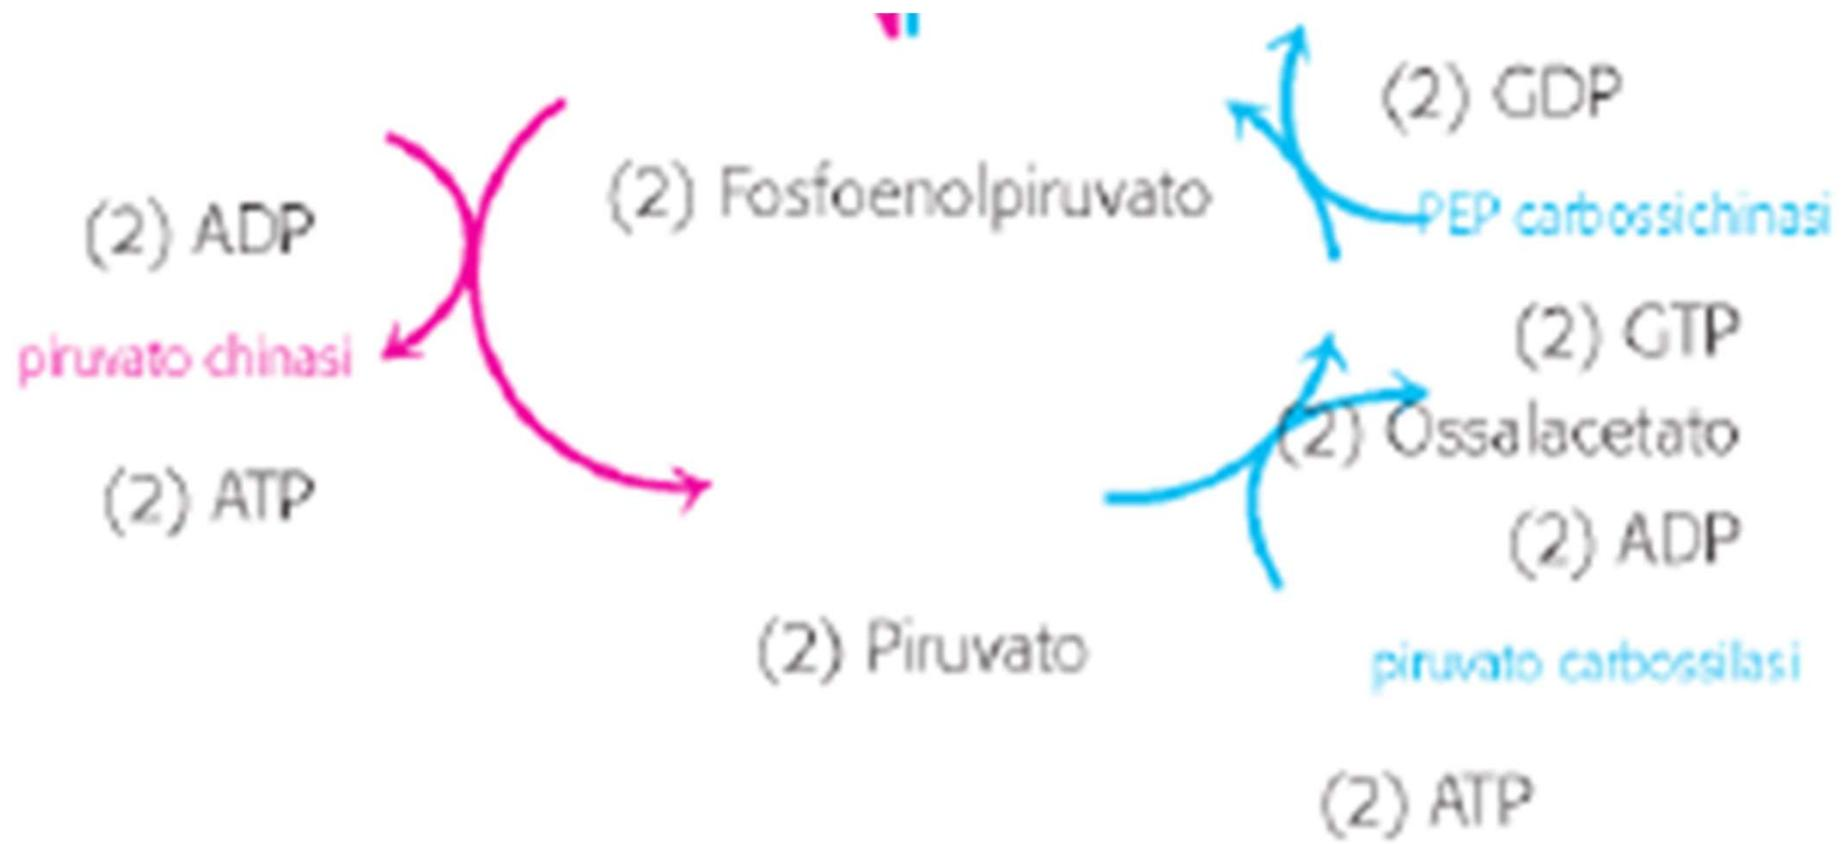 (2) GDP
(2) Fosfoenolpiruvato
PEP carbossichinasi
(2) ADP
(2) GTP
piruvato chinasi
(2) Ossalacetato
(2) ATP
(2) ADP
(2) Piruvato
piruvato carbossilasi
(2) ATP